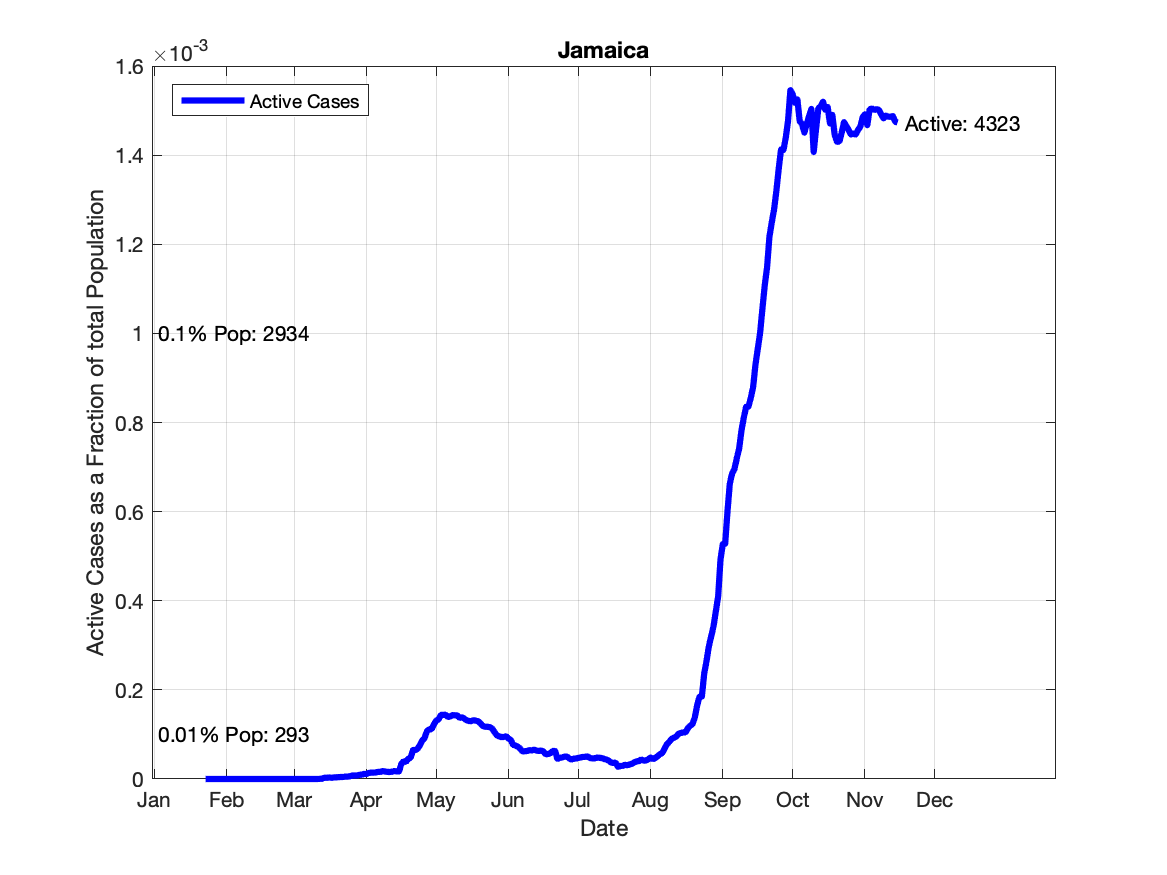 Jamaica
×10-3
1.6
1.4
1.2
1
0.8
0.6
0.4
0.2
0
Active Cases as a Fraction of total Population
Active Cases
Active: 4323
0.1% Pop: 2934
0.01% Pop: 293
Jan Feb Mar Apr May Jun Jul Aug Sep Oct Nov Dec
Date